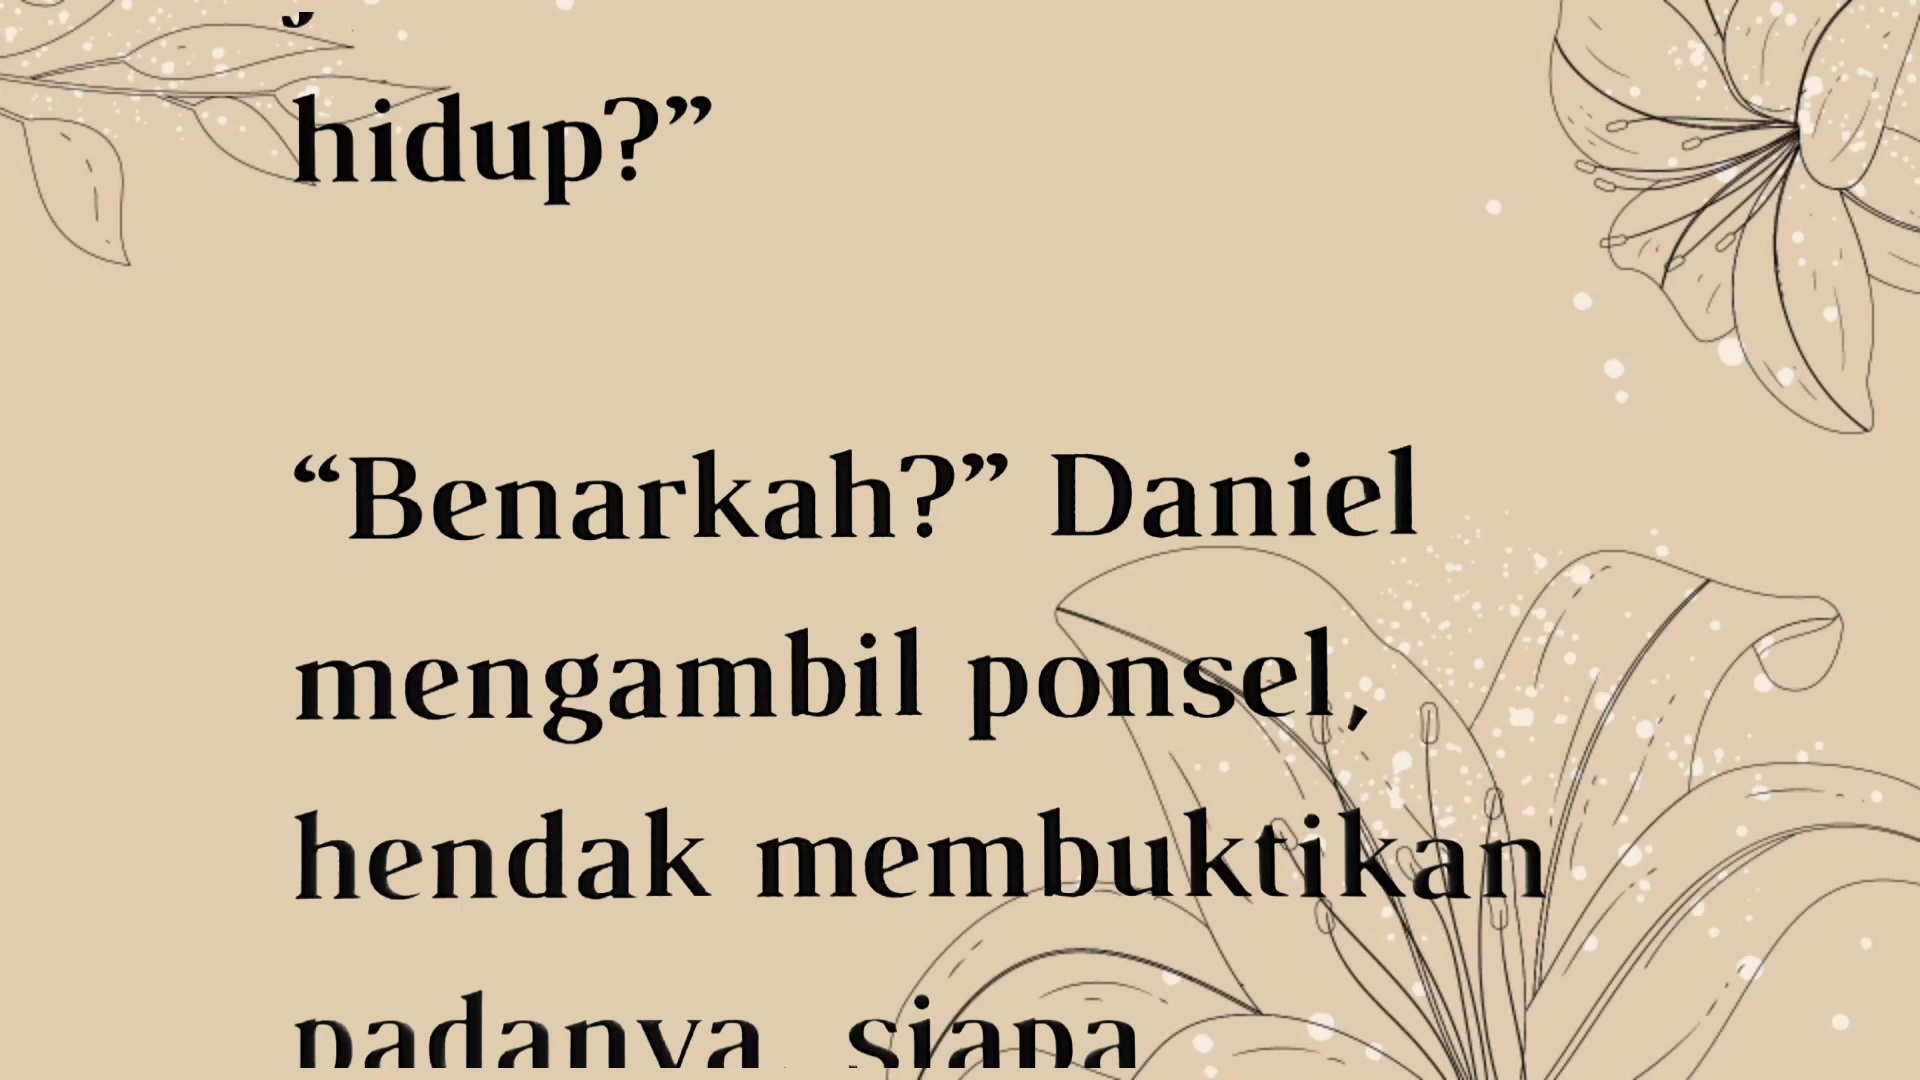 hidup?”
“Benarkah?” Daniel
mengambil ponsel,
hendak membuktikan
padanya, siapa